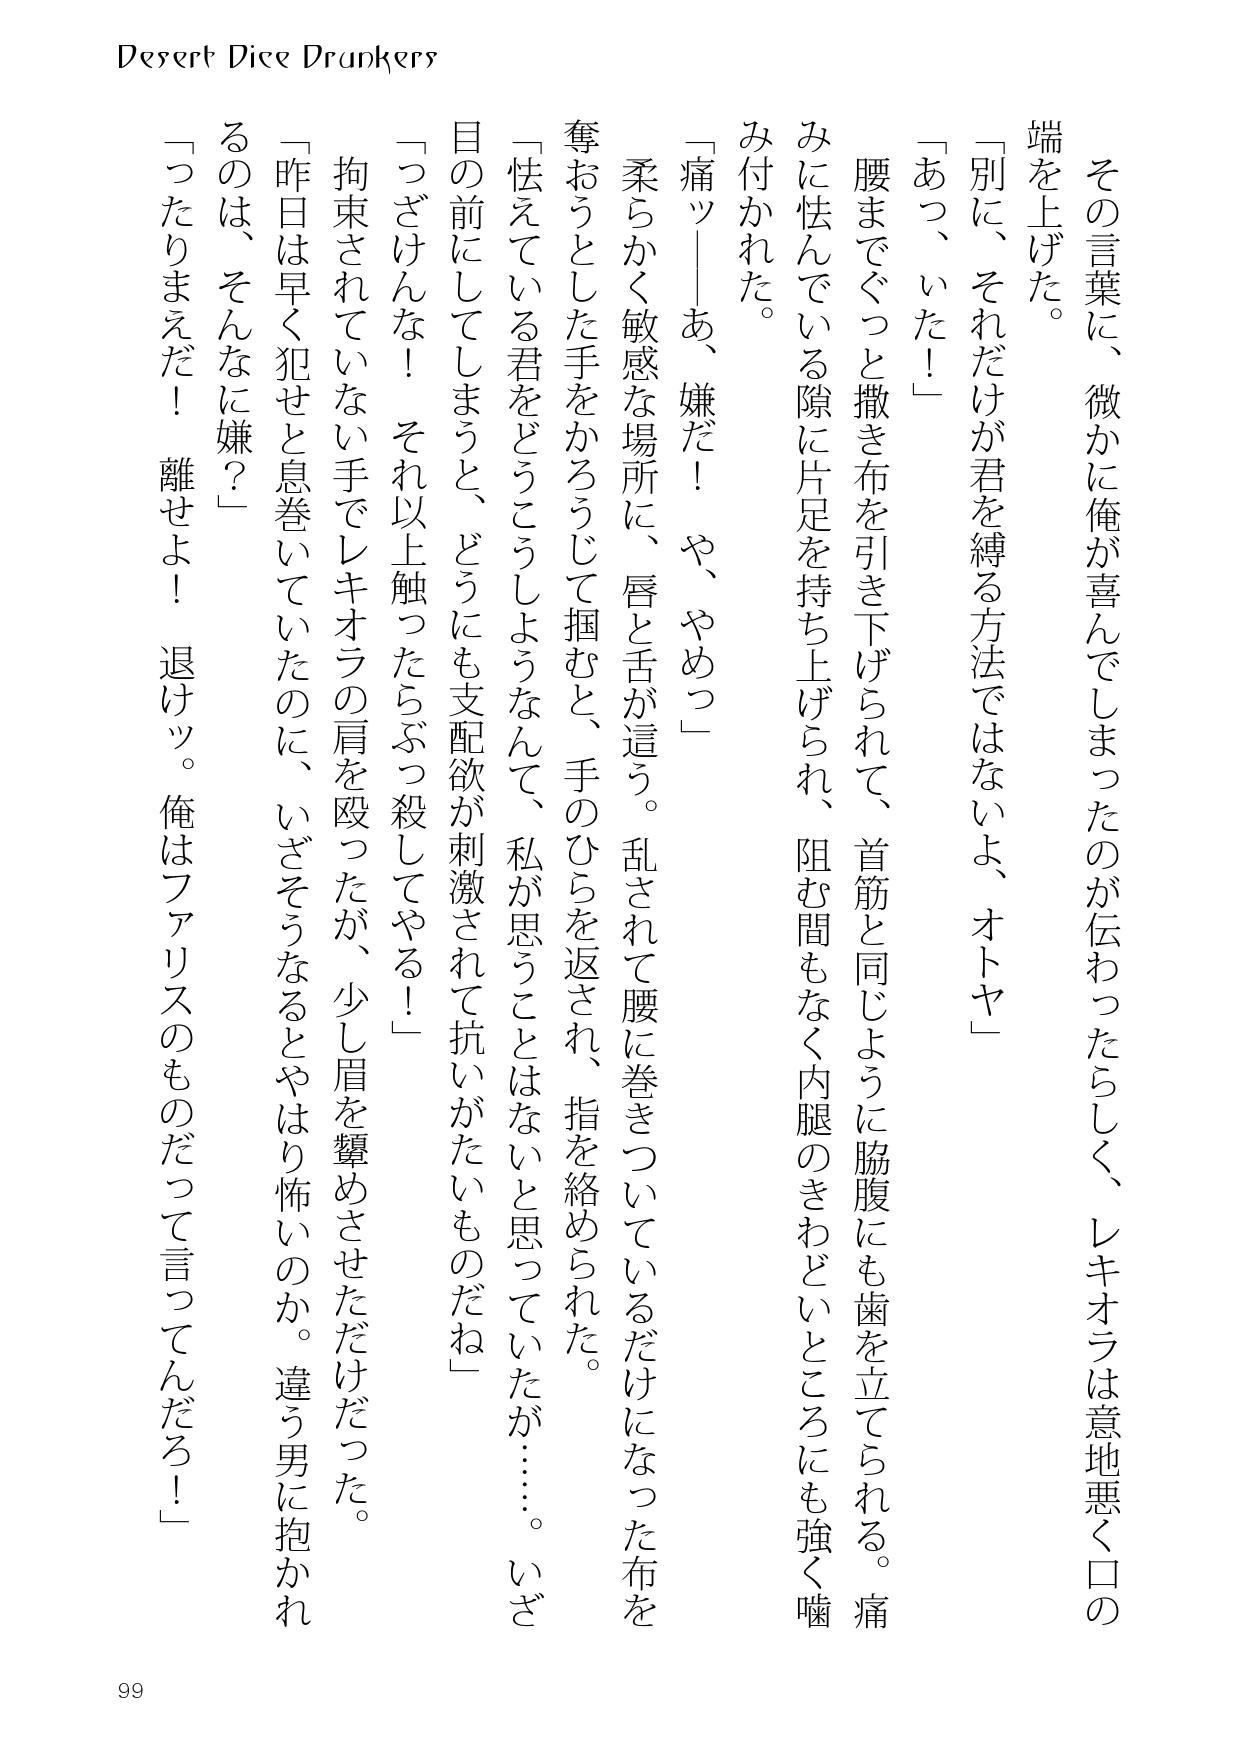 Desert Dice Drunkers
　その言葉に、微かに俺が喜んでしまったのが伝わったらしく、レキオラは意地悪く口の
端を上げた。
「別に、それだけが君を縛る方法ではないよ、オトヤ」
「あっ、いた！」
　腰までぐっと撒き布を引き下げられて、首筋と同じように脇腹にも歯を立てられる。痛
みに怯んでいる隙に片足を持ち上げられ、阻む間もなく内腿のきわどいところにも強く噛
み付かれた。
「痛ッ――あ、嫌だ！　や、やめっ」
　柔らかく敏感な場所に、唇と舌が這う。乱されて腰に巻きついているだけになった布を
奪おうとした手をかろうじて掴むと、手のひらを返され、指を絡められた。
「怯えている君をどうこうしようなんて、私が思うことはないと思っていたが……。いざ
目の前にしてしまうと、どうにも支配欲が刺激されて抗いがたいものだね」
「つざけんな！　それ以上触ったらぶっ殺してやる！」
　拘束されていない手でレキオラの肩を殴ったが、少し眉を顰めさせただけだった。
「昨日は早く犯せと息巻いていたのに、いざそうなるとやはり怖いのか。違う男に抱かれ
るのは、そんなに嫌？」
「ったりまえだ！　離せよ！　退けッ。俺はファリスのものだって言ってんだろ！」
99